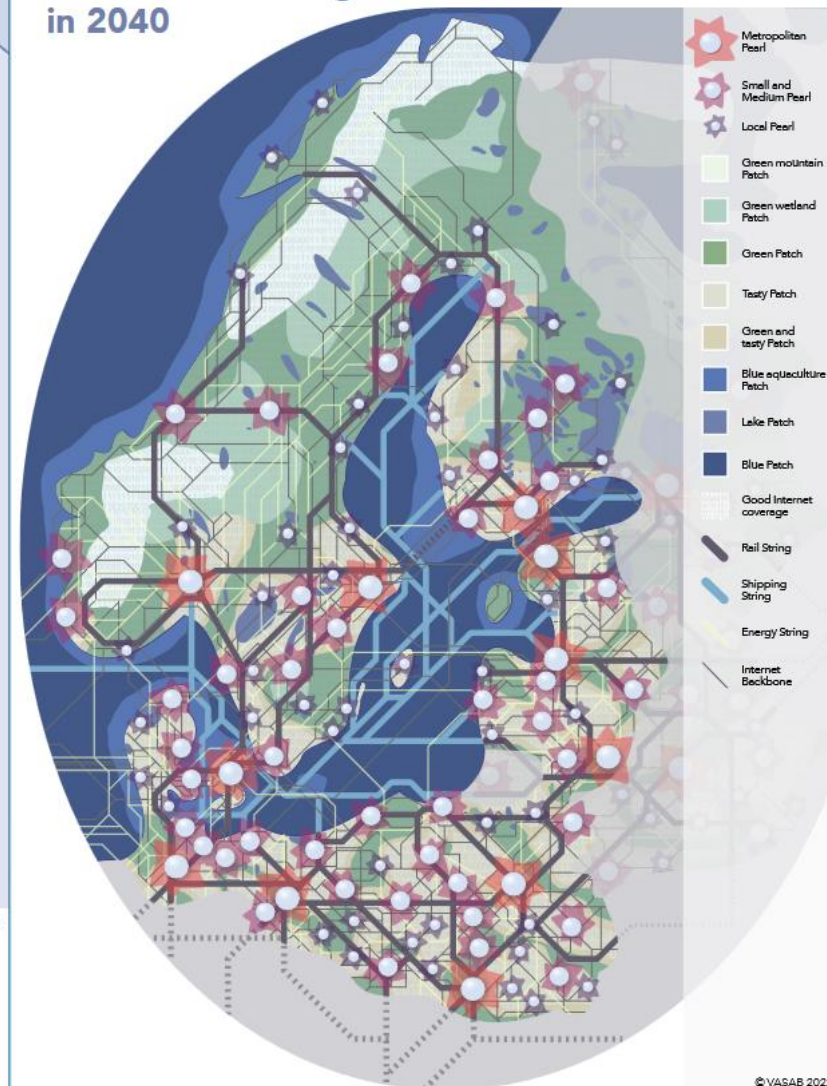 in 2040
Metropolitan
Pearl
Small and
Medium Pearl
Local Pearl
Green mountain
Patch
Green wetland
Patch
Green Patch
Tasty Patch
Green and
tasty Patch
Blue aquaculture
Patch
Lake Patch
Blue Patch
Good Internet
coverage
Rail String
Shipping
String
Energy String
Internet
Backbone
© VASAB